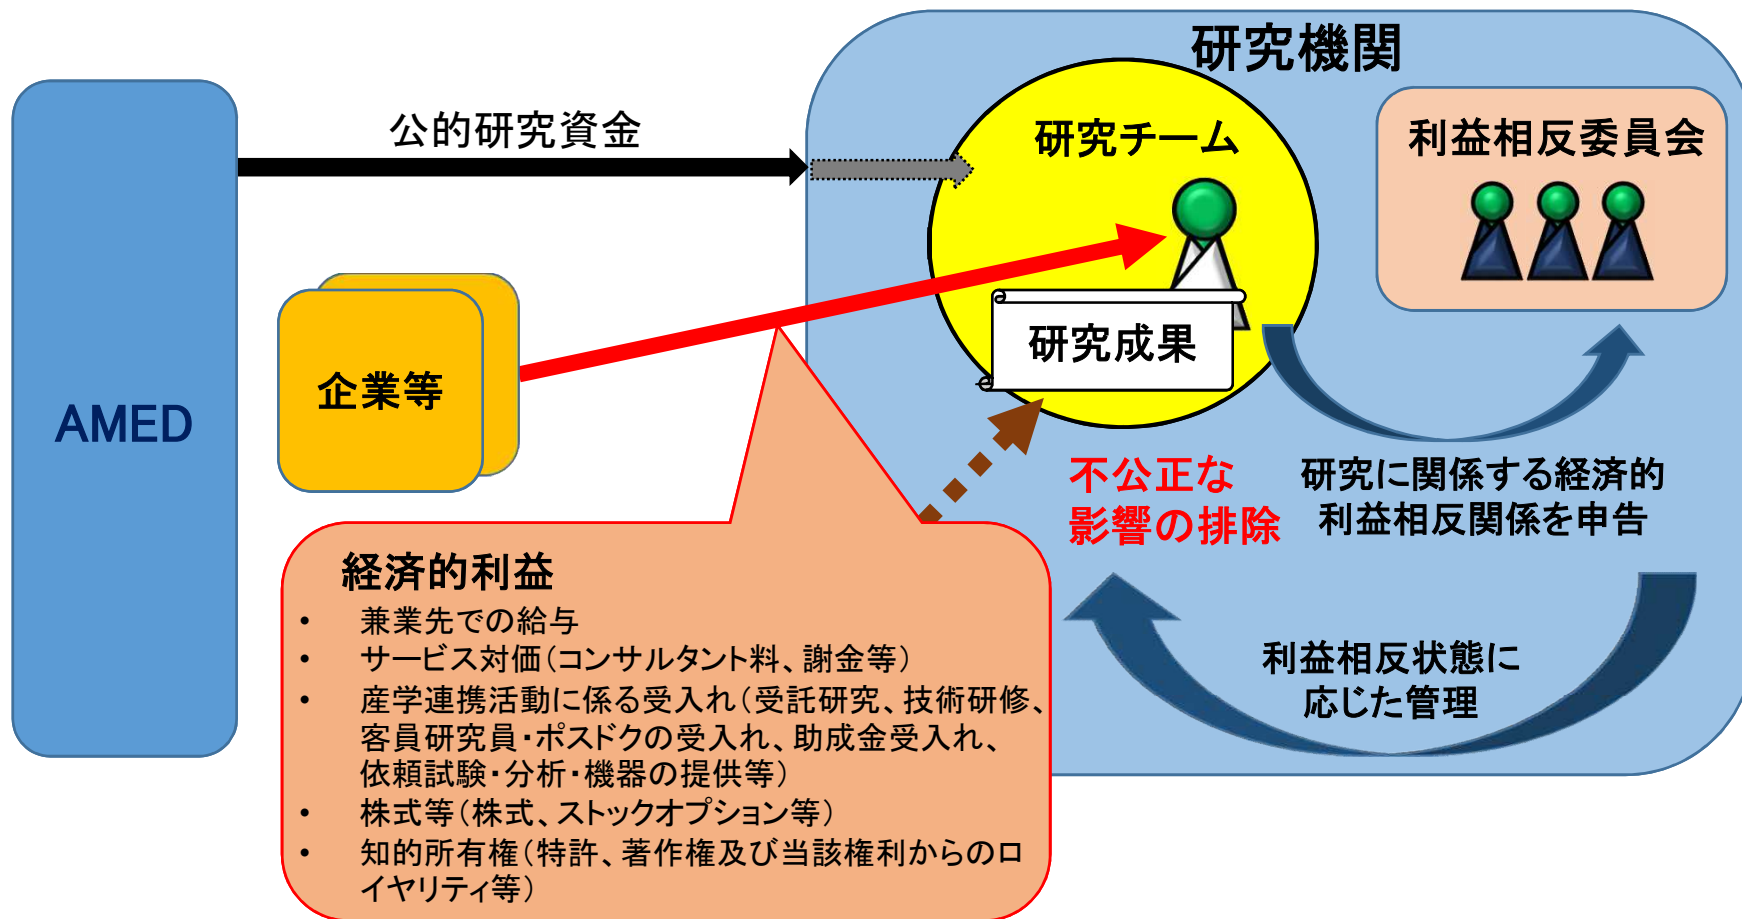 研究機関
公的研究資金
研究チーム
利益相反委員会
研究成果
企業等
AMED
不公正な
影響の排除
研究に関係する経済的
利益相反関係を申告
経済的利益
• 兼業先での給与
• サービス対価(コンサルタント料、謝金等)
• 産学連携活動に係る受入れ(受託研究、技術研修、
客員研究員・ポスドクの受入れ、助成金受入れ、
依頼試験・分析・機器の提供等)
• 株式等(株式、ストックオプション等)
• 知的所有権(特許、著作権及び当該権利からのロ
イヤリティ等)
利益相反状態に
応じた管理